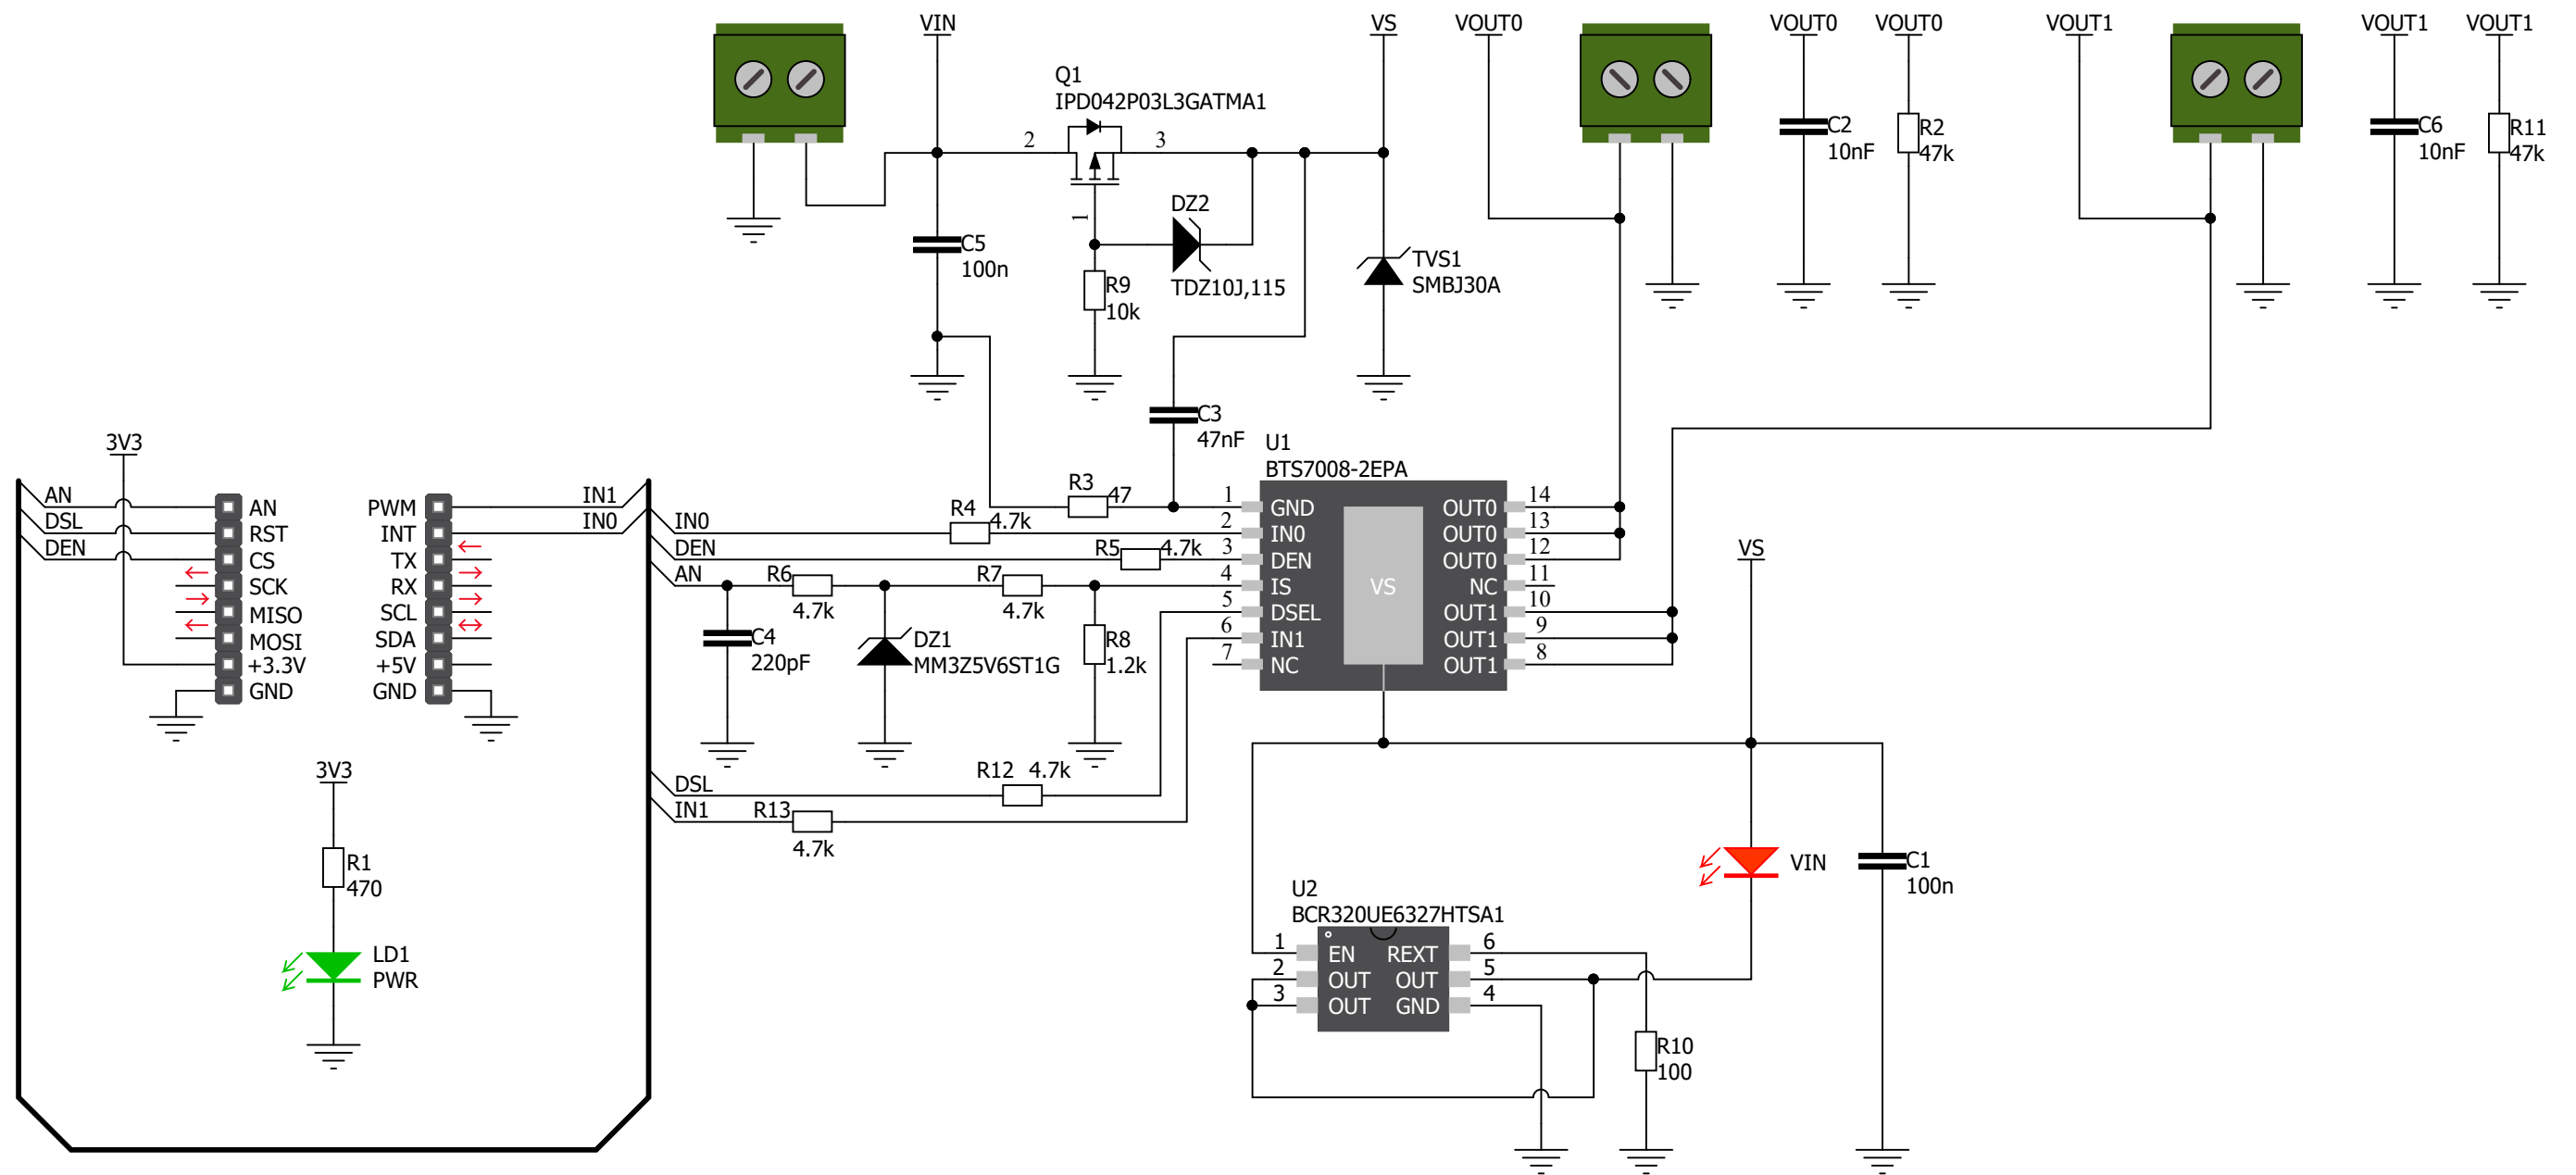 VIN
VS
VOUT0
VOUT0
VOUT0
VOUT1
VOUT1
VOUT1
Q1
IPD042P03L3GATMA1
2
3
1
C5
100n
R9
10k
DZ2
TDZ10J,115
TVS1
SMBJ30A
C2
10nF
R2
47k
C6
10nF
R11
47k
C3
47nF
3V3
AN
DSL
DEN
AN
RST
CS
SCK
MISO
MOSI
+3.3V
GND
PWM
INT
TX
RX
SCL
SDA
+5V
GND
IN1
IN0
IN0
DEN
AN
R3
47
R4
4.7k
R5
4.7k
R6
4.7k
R7
4.7k
C4
220pF
DZ1
MM3Z5V6ST1G
R8
1.2k
DSL
IN1
R12
4.7k
R13
4.7k
U1
BTS7008-2EPA
1
2
3
4
5
6
7
GND
IN0
DEN
IS
DSEL
IN1
NC
VS
OUT0
OUT0
OUT0
NC
OUT1
OUT1
OUT1
14
13
12
11
10
9
8
VS
3V3
R1
470
LD1
PWR
VIN
C1
100n
U2
BCR320UE6327HTSA1
1
2
3
EN
OUT
OUT
REXT
OUT
GND
6
5
4
R10
100